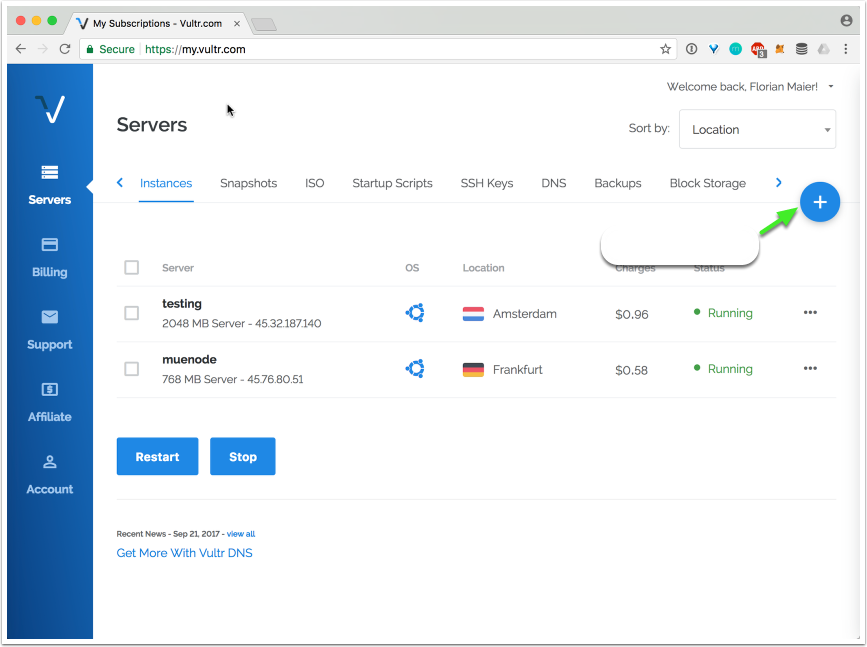 My Subscriptions - Vultr.com
Secure https://my.vultr.com
3
Welcome back, Florian Maier!
Servers
Sort by: Location
Instances Snapshots ISO Startup Scripts SSH Keys DNS Backups Block Storage
+
Server OS Location Charges Status
testing
2048 MB Server - 45.32.187.140 Amsterdam $0.96 Running
muenode
768 MB Server - 45.76.80.51 Frankfurt $0.58 Running
Restart Stop
Recent News - Sep 21, 2017 - view all
Get More With Vultr DNS
Servers
Billing
Support
Affiliate
Account